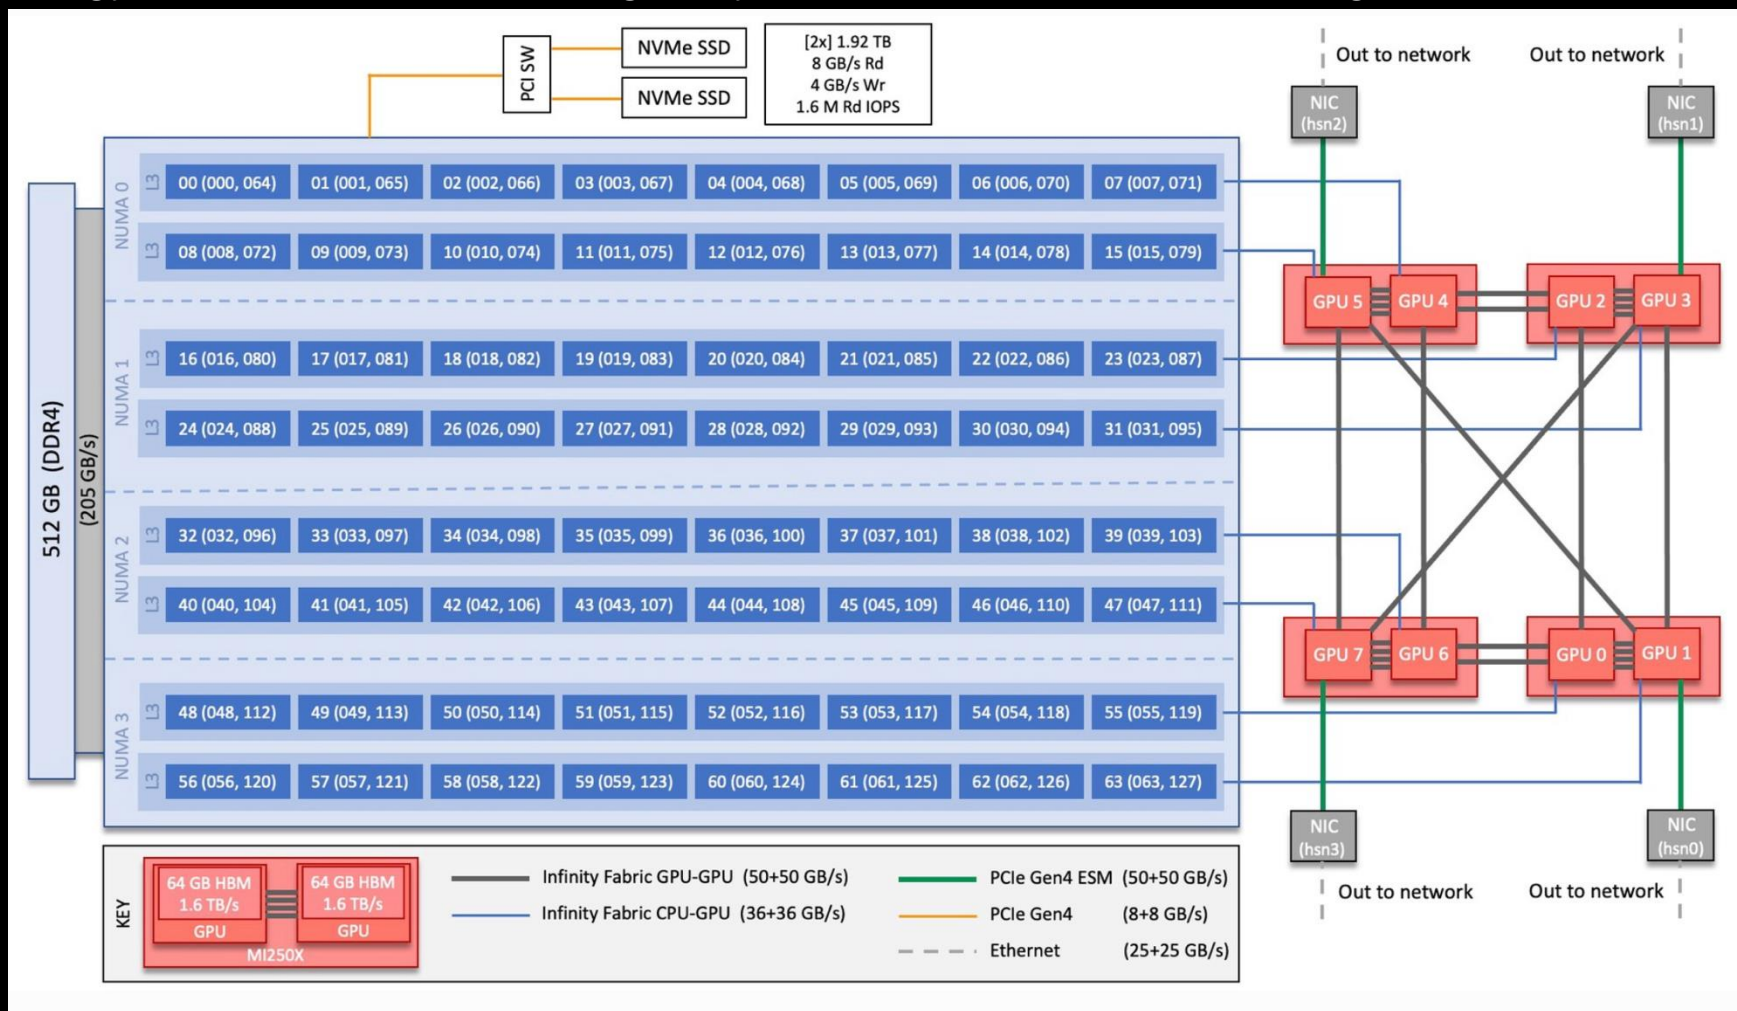 NVMe SSD
NVMe SSD
PCI SW
[2x] 1.92 TB
8 GB/s Rd
4 GB/s Wr
1.6 M Rd IOPS
Out to network
Out to network
NIC
(hsn2)
NIC
(hsn1)
512 GB (DDR4)
(205 GB/s)
NUMA 0
L3
00 (000, 064) 01 (001, 065) 02 (002, 066) 03 (003, 067) 04 (004, 068) 05 (005, 069) 06 (006, 070) 07 (007, 071)
L3
08 (008, 072) 09 (009, 073) 10 (010, 074) 11 (011, 075) 12 (012, 076) 13 (013, 077) 14 (014, 078) 15 (015, 079)
NUMA 1
L3
16 (016, 080) 17 (017, 081) 18 (018, 082) 19 (019, 083) 20 (020, 084) 21 (021, 085) 22 (022, 086) 23 (023, 087)
L3
24 (024, 088) 25 (025, 089) 26 (026, 090) 27 (027, 091) 28 (028, 092) 29 (029, 093) 30 (030, 094) 31 (031, 095)
NUMA 2
L3
32 (032, 096) 33 (033, 097) 34 (034, 098) 35 (035, 099) 36 (036, 100) 37 (037, 101) 38 (038, 102) 39 (039, 103)
L3
40 (040, 104) 41 (041, 105) 42 (042, 106) 43 (043, 107) 44 (044, 108) 45 (045, 109) 46 (046, 110) 47 (047, 111)
NUMA 3
L3
48 (048, 112) 49 (049, 113) 50 (050, 114) 51 (051, 115) 52 (052, 116) 53 (053, 117) 54 (054, 118) 55 (055, 119)
L3
56 (056, 120) 57 (057, 121) 58 (058, 122) 59 (059, 123) 60 (060, 124) 61 (061, 125) 62 (062, 126) 63 (063, 127)
GPU 5 GPU 4 GPU 2 GPU 3
GPU 7 GPU 6 GPU 0 GPU 1
NIC
(hsn3)
NIC
(hsn0)
Out to network
Out to network
KEY
64 GB HBM
1.6 TB/s
GPU
64 GB HBM
1.6 TB/s
GPU
MI250X
Infinity Fabric GPU-GPU (50+50 GB/s)
Infinity Fabric CPU-GPU (36+36 GB/s)
PCIe Gen4 ESM (50+50 GB/s)
PCIe Gen4 (8+8 GB/s)
Ethernet (25+25 GB/s)